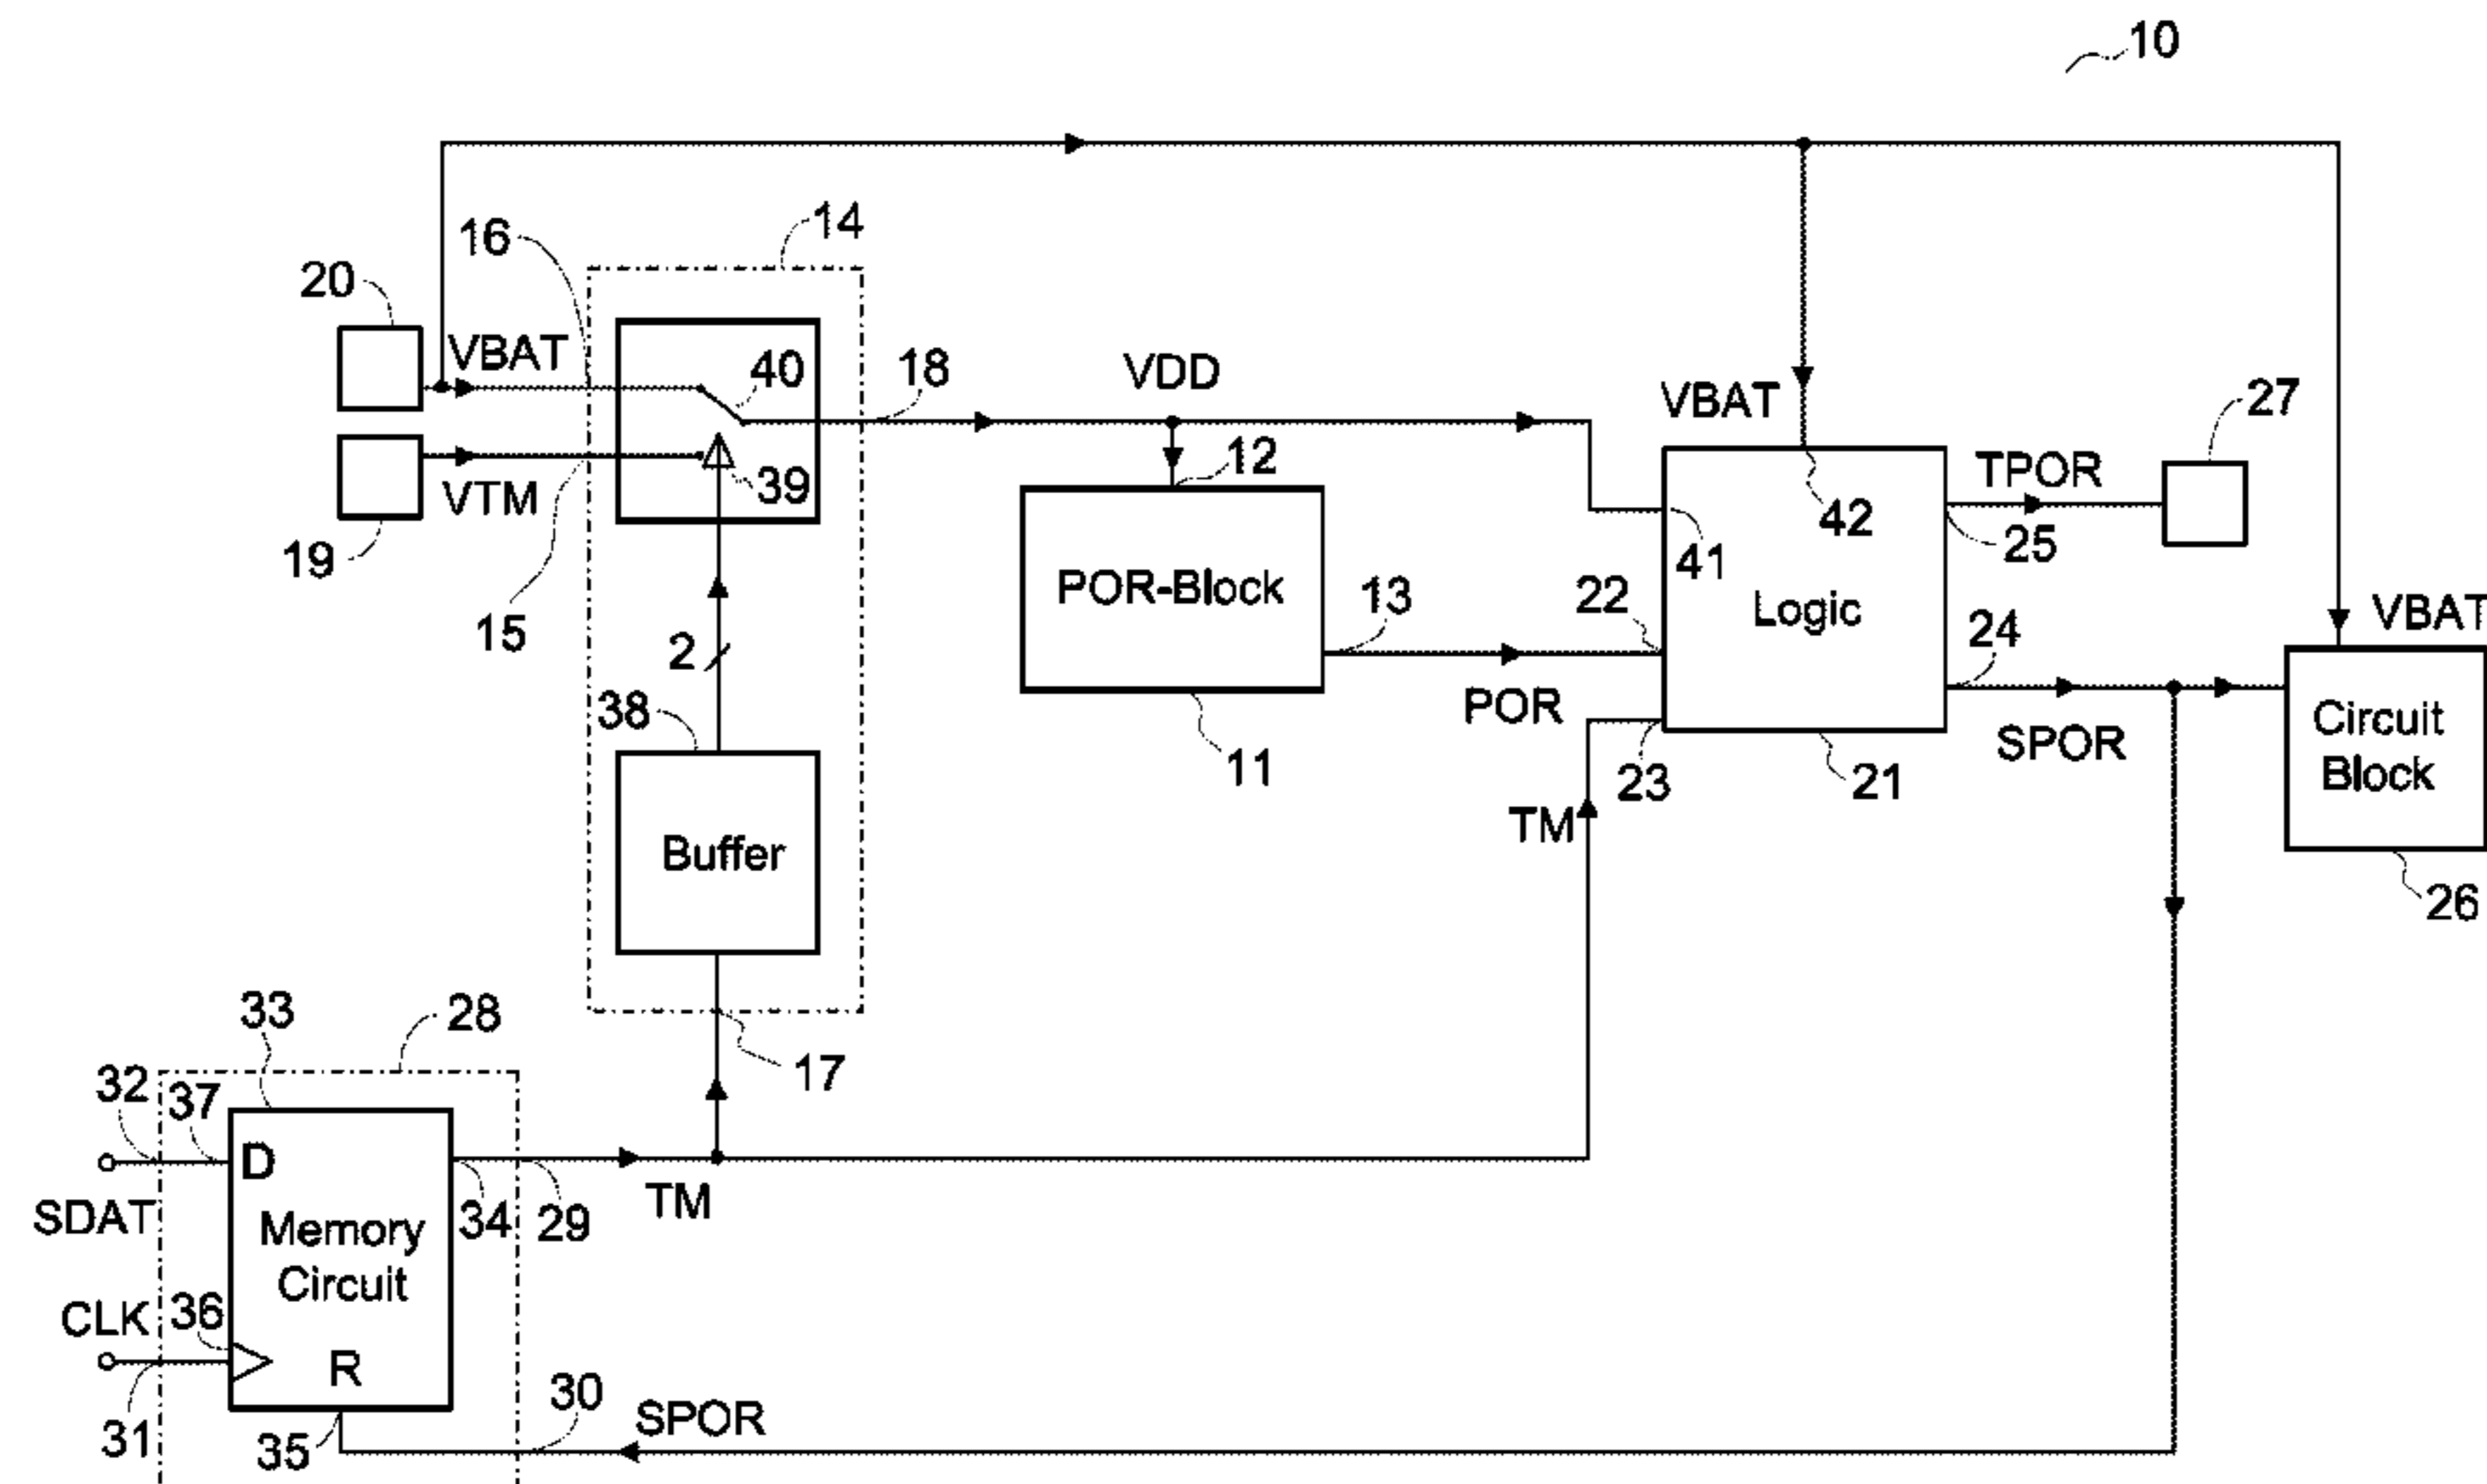 10
14
16
20
VBAT
40
18
VDD
VBAT
27
12
TPOR
39
VTM
42
25
19
41
15
POR-Block
13
22
Logic
24
VBAT
2
38
POR
SPOR
Circuit
Block
11
23
21
TM
Buffer
26
33
28
17
32
37
D
SDAT
34
29
TM
Memory
Circuit
CLK
36
R
30
SPOR
31
35